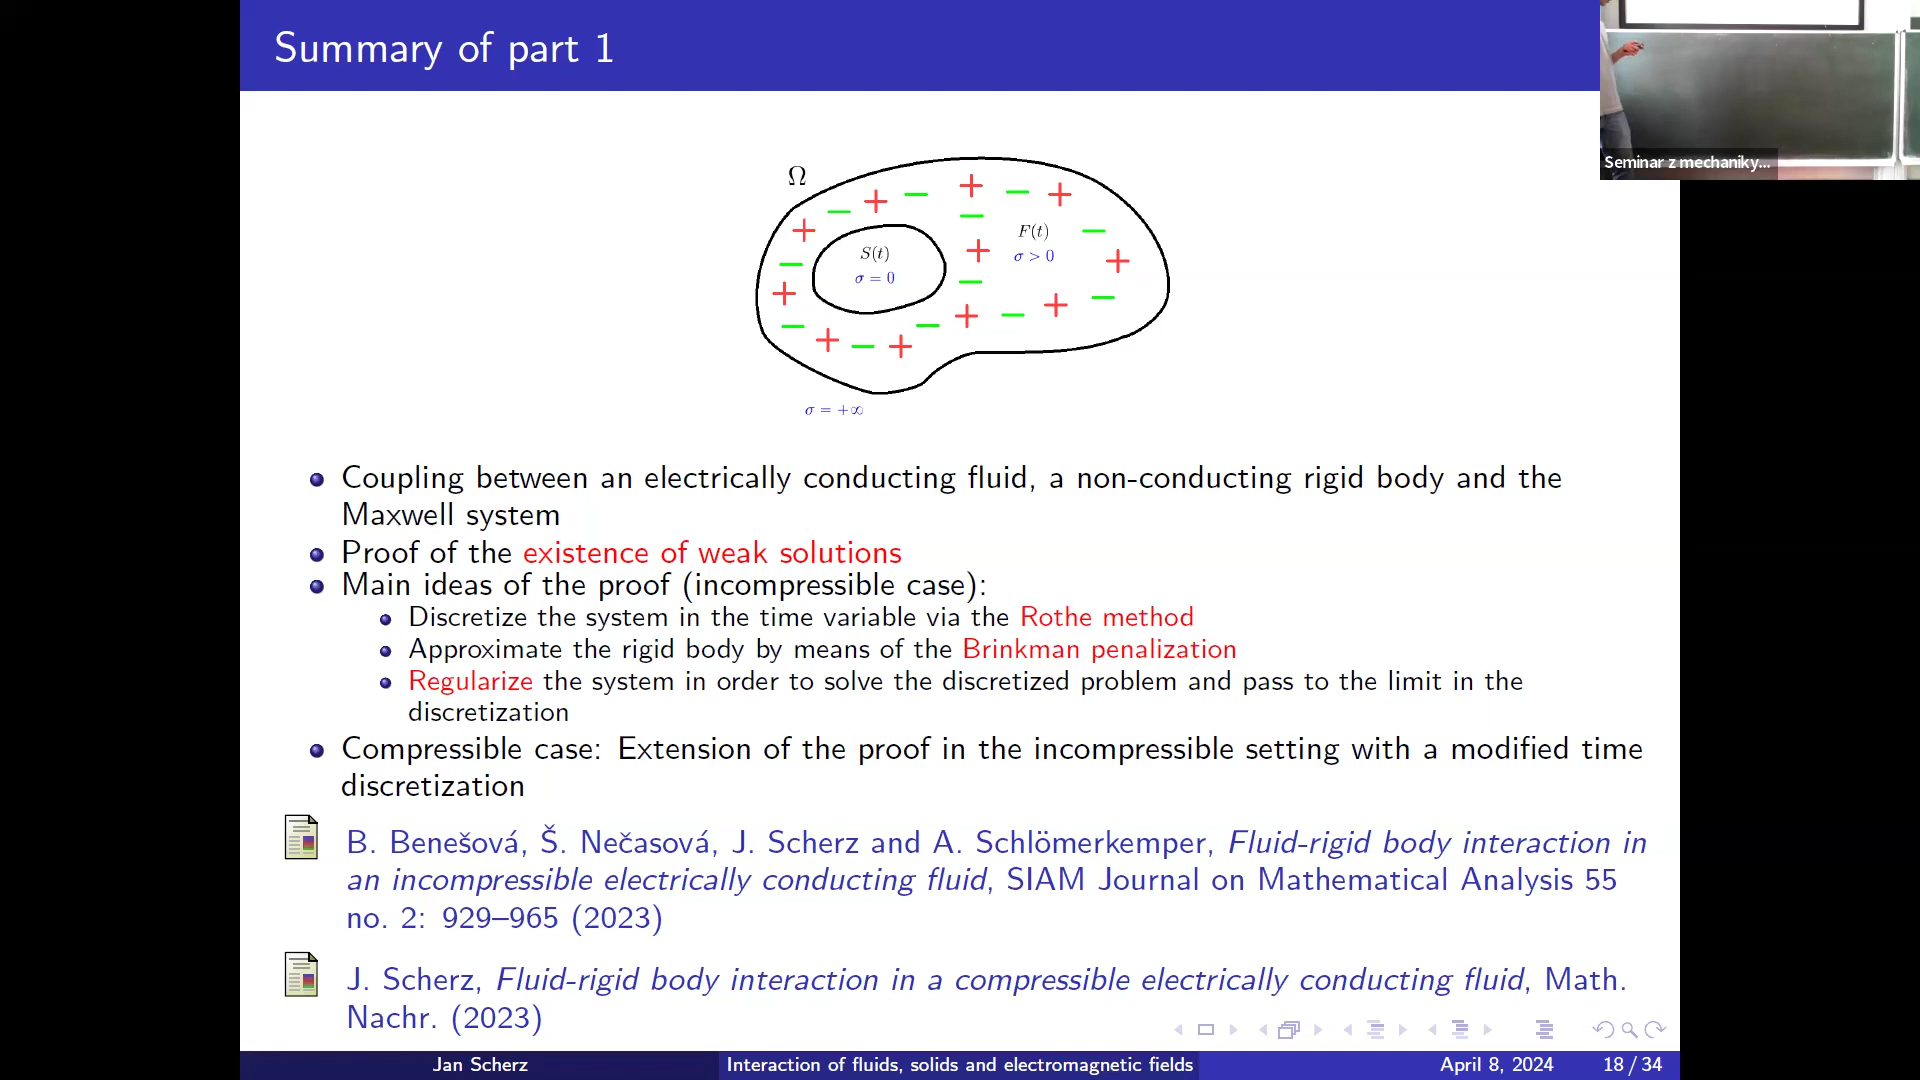 Summary of part 1
Seminar z mechaniky...
Ω
S(t)
σ = 0
F(t)
σ > 0
σ = +∞
Coupling between an electrically conducting fluid, a non-conducting rigid body and the
Maxwell system
Proof of the existence of weak solutions
Main ideas of the proof (incompressible case):
Discretize the system in the time variable via the Rothe method
Approximate the rigid body by means of the Brinkman penalization
Regularize the system in order to solve the discretized problem and pass to the limit in the
discretization
Compressible case: Extension of the proof in the incompressible setting with a modified time
discretization
B. Benešová, Š. Nečasová, J. Scherz and A. Schlömerkemper, Fluid-rigid body interaction in
an incompressible electrically conducting fluid, SIAM Journal on Mathematical Analysis 55
no. 2: 929–965 (2023)
J. Scherz, Fluid-rigid body interaction in a compressible electrically conducting fluid, Math.
Nachr. (2023)
Jan Scherz Interaction of fluids, solids and electromagnetic fields April 8, 2024 18 / 34